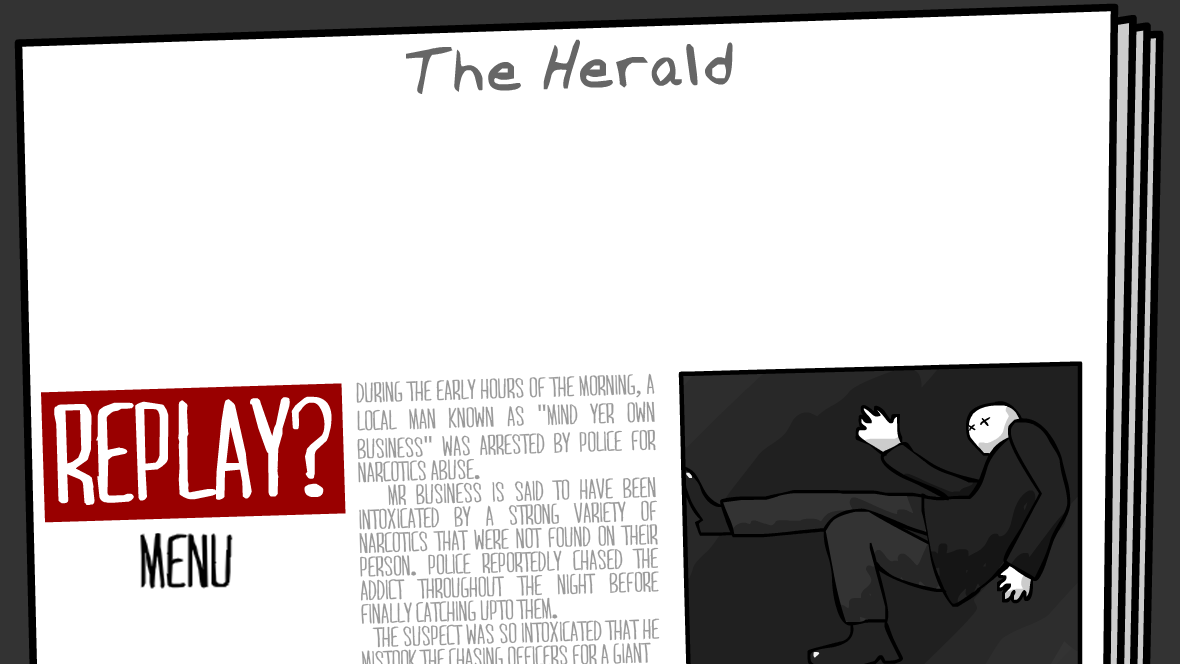 The Herald
REPLAY?
MENU
DURING THE EARLY HOURS OF THE MORNING, A
LOCAL MAN KNOWN AS "MIND YER OWN
BUSINESS" WAS ARRESTED BY POLICE FOR
NARCOTICS ABUSE.
MR BUSINESS IS SAID TO HAVE BEEN
INTOXICATED BY A STRONG VARIETY OF
NARCOTICS THAT WERE NOT FOUND ON THEIR
PERSON. POLICE REPORTEDLY CHASED THE
ADDICT THROUGHOUT THE NIGHT BEFORE
FINALLY CATCHING UPTO THEM.
THE SUSPECT WAS SO INTOXICATED THAT HE
MISTOOK THE CHASING OFFICERS FOR A GIANT